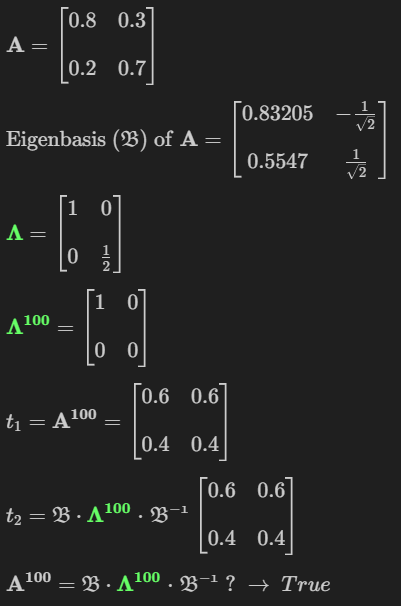 A = [0.8 0.3
0.2 0.7]
Eigenbasis (𝔅) of A = [0.83205 −1/√2
0.5547 1/√2]
Λ = [1 0
0 1/2]
Λ¹⁰⁰ = [1 0
0 0]
t₁ = A¹⁰⁰ = [0.6 0.6
0.4 0.4]
t₂ = 𝔅 · Λ¹⁰⁰ · 𝔅⁻¹ [0.6 0.6
0.4 0.4]
A¹⁰⁰ = 𝔅 · Λ¹⁰⁰ · 𝔅⁻¹ ? → True